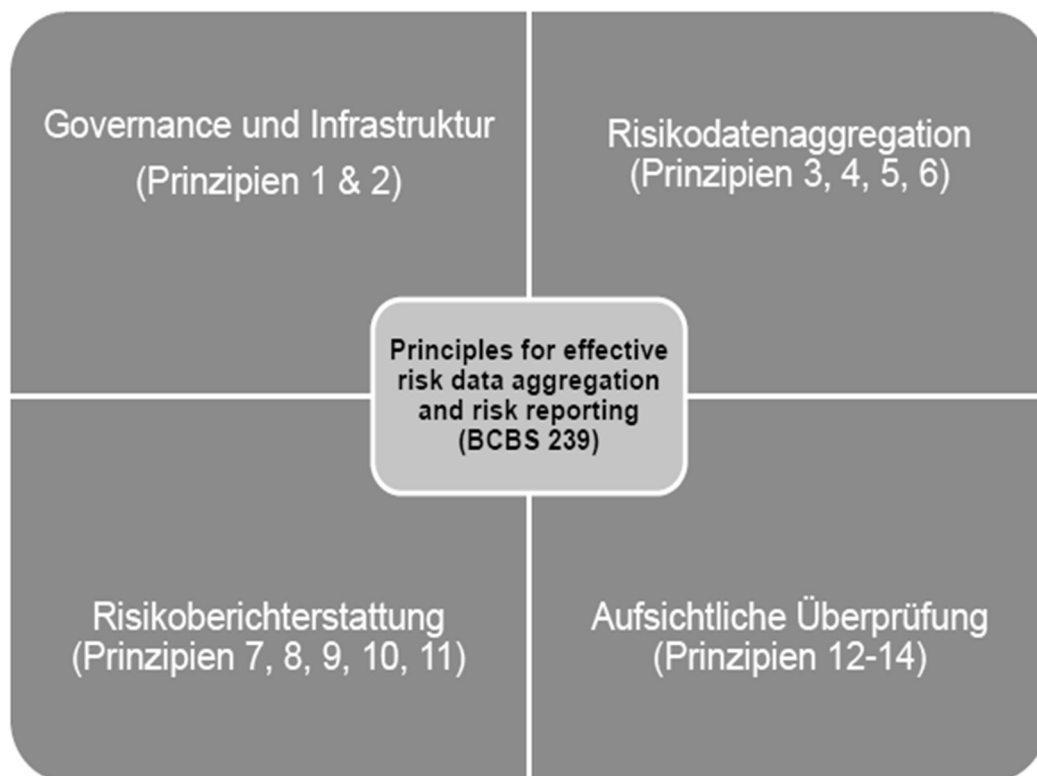 Governance und Infrastruktur
(Prinzipien 1 & 2)
Risikodatenaggregation
(Prinzipien 3, 4, 5, 6)
Principles for effective
risk data aggregation
and risk reporting
(BCBS 239)
Risikoberichterstattung
(Prinzipien 7, 8, 9, 10, 11)
Aufsichtliche Überprüfung
(Prinzipien 12-14)